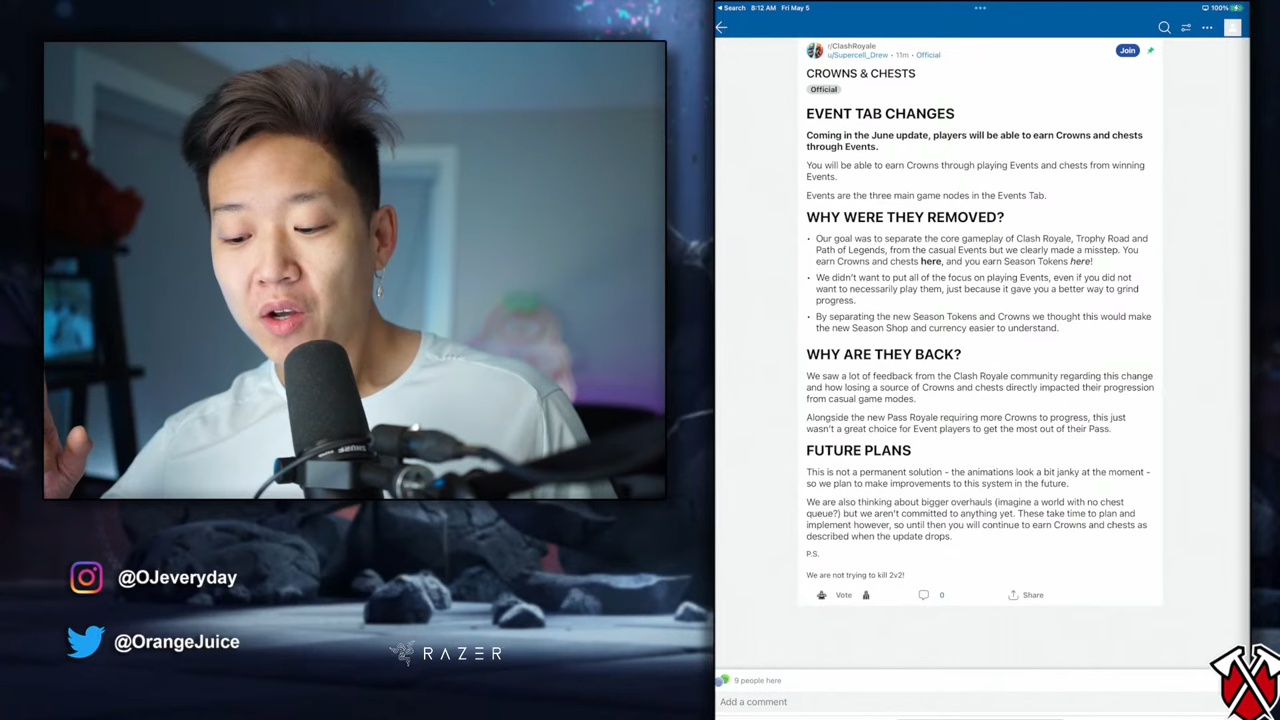 Search 8:12 AM Fri May 5
100%
r/ClashRoyale
u/Supercell_Drew • 11m • Official
Join
CROWNS & CHESTS
Official
EVENT TAB CHANGES
Coming in the June update, players will be able to earn Crowns and chests
through Events.
You will be able to earn Crowns through playing Events and chests from winning
Events.
Events are the three main game nodes in the Events Tab.
WHY WERE THEY REMOVED?
• Our goal was to separate the core gameplay of Clash Royale, Trophy Road and
Path of Legends, from the casual Events but we clearly made a misstep. You
earn Crowns and chests here, and you earn Season Tokens here!
• We didn't want to put all of the focus on playing Events, even if you did not
want to necessarily play them, just because it gave you a better way to grind
progress.
• By separating the new Season Tokens and Crowns we thought this would make
the new Season Shop and currency easier to understand.
WHY ARE THEY BACK?
We saw a lot of feedback from the Clash Royale community regarding this change
and how losing a source of Crowns and chests directly impacted their progression
from casual game modes.
Alongside the new Pass Royale requiring more Crowns to progress, this just
wasn't a great choice for Event players to get the most out of their Pass.
FUTURE PLANS
This is not a permanent solution - the animations look a bit janky at the moment -
so we plan to make improvements to this system in the future.
We are also thinking about bigger overhauls (imagine a world with no chest
queue?) but we aren't committed to anything yet. These take time to plan and
implement however, so until then you will continue to earn Crowns and chests as
described when the update drops.
P.S.
We are not trying to kill 2v2!
Vote 0 Share
9 people here
Add a comment
@OJeveryday
@OrangeJuice
RAZER
SHURE